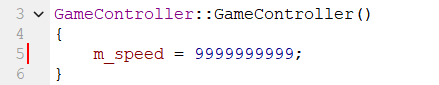 3 GameController::GameController()
4 {
5 m_speed = 9999999999;
6 }